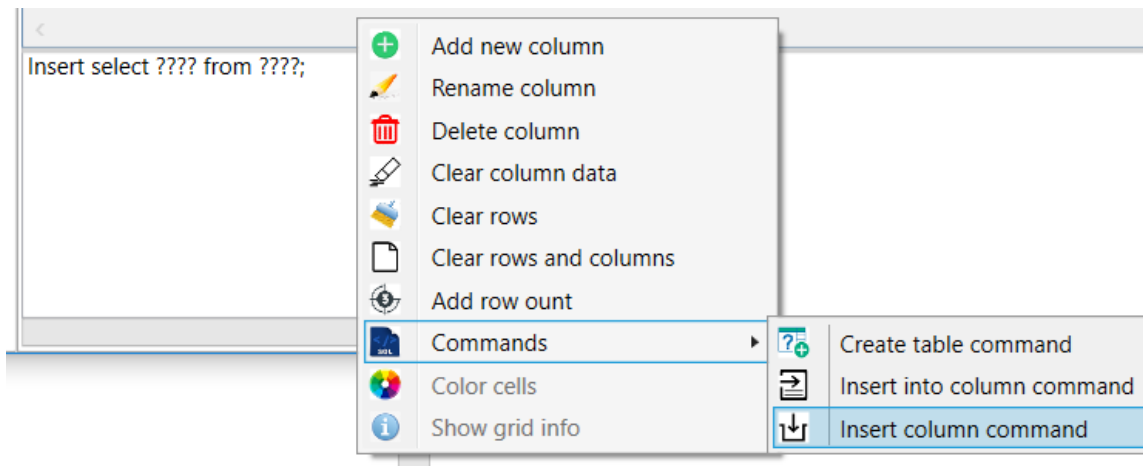 Insert select ???? from ????;
Add new column
Rename column
Delete column
Clear column data
Clear rows
Clear rows and columns
Add row ount
Commands
Color cells
Show grid info
Create table command
Insert into column command
Insert column command